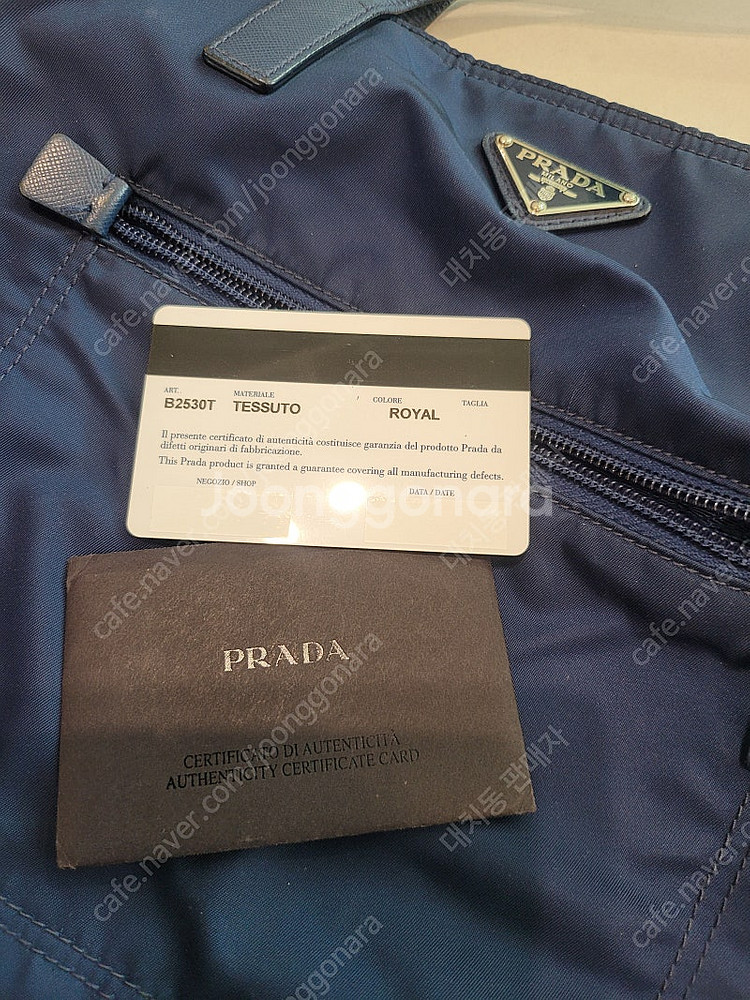 PRADA
MILANO
ART.
B2530T
MATERIALE
TESSUTO
COLORE
ROYAL
TAGLIA
Il presente certificato di autenticità costituisce garanzia del prodotto Prada da
difetti originari di fabbricazione.
This Prada product is granted a guarantee covering all manufacturing defects.
NEGOZIO / SHOP
DATA / DATE
Joonggonara
PRADA
CERTIFICATO DI AUTENTICITÀ
AUTHENTICITY CERTIFICATE CARD
cafe.naver.com/joonggonara
대치동 판매자